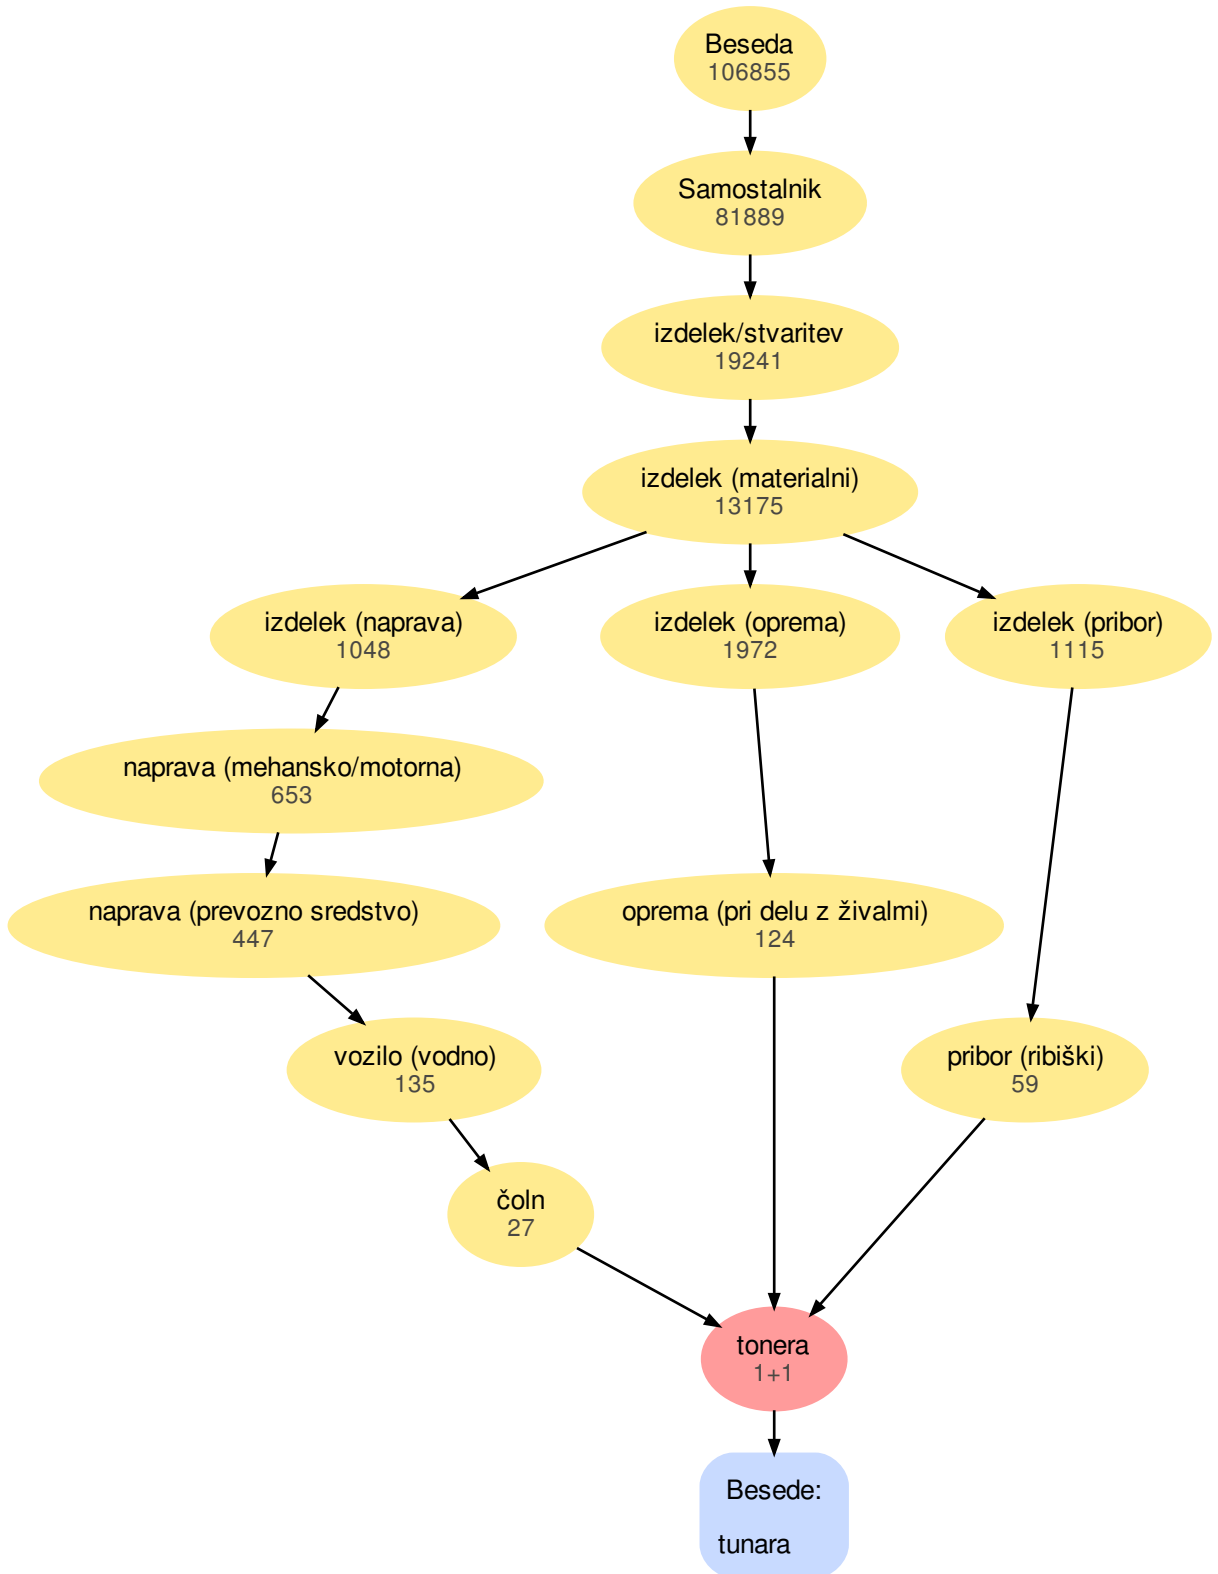 Beseda
106855
Samostalnik
81889
izdelek/stvaritev
19241
izdelek (materialni)
13175
izdelek (naprava)
1048
izdelek (oprema)
1972
izdelek (pribor)
1115
naprava (mehansko/motorna)
653
naprava (prevozno sredstvo)
447
oprema (pri delu z živalmi)
124
vozilo (vodno)
135
pribor (ribiški)
59
čoln
27
tonera
1+1
Besede:
tunara